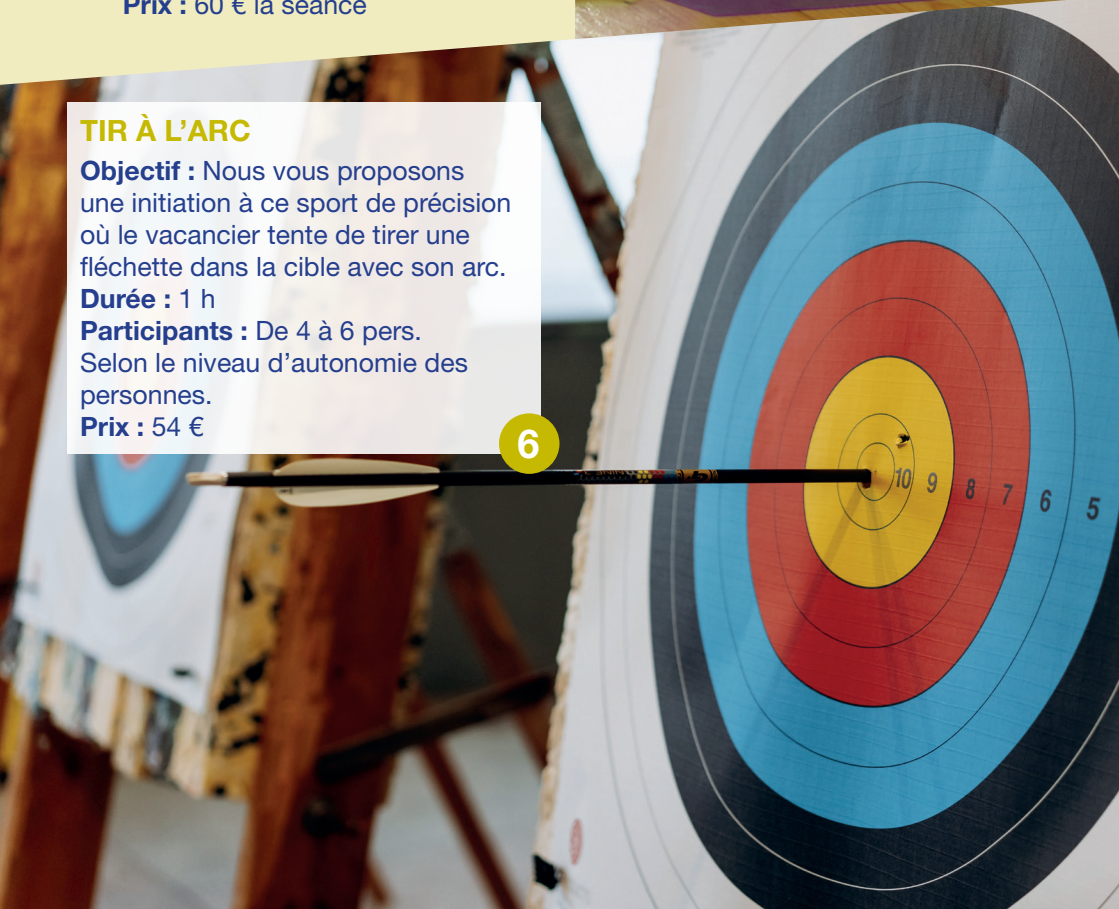 Prix : 60 € la séance
TIR À L'ARC
Objectif : Nous vous proposons
une initiation à ce sport de précision
où le vacancier tente de tirer une
fléchette dans la cible avec son arc.
Durée : 1 h
Participants : De 4 à 6 pers.
Selon le niveau d'autonomie des
personnes.
Prix : 54 €
6
10 9 8 7 6 5